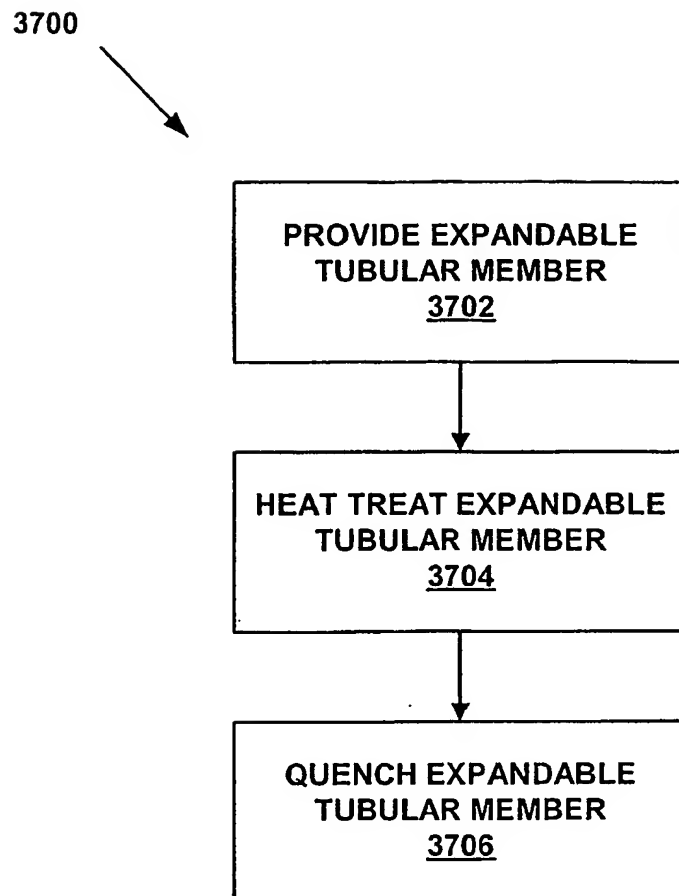 3700
PROVIDE EXPANDABLE
TUBULAR MEMBER
3702
HEAT TREAT EXPANDABLE
TUBULAR MEMBER
3704
QUENCH EXPANDABLE
TUBULAR MEMBER
3706